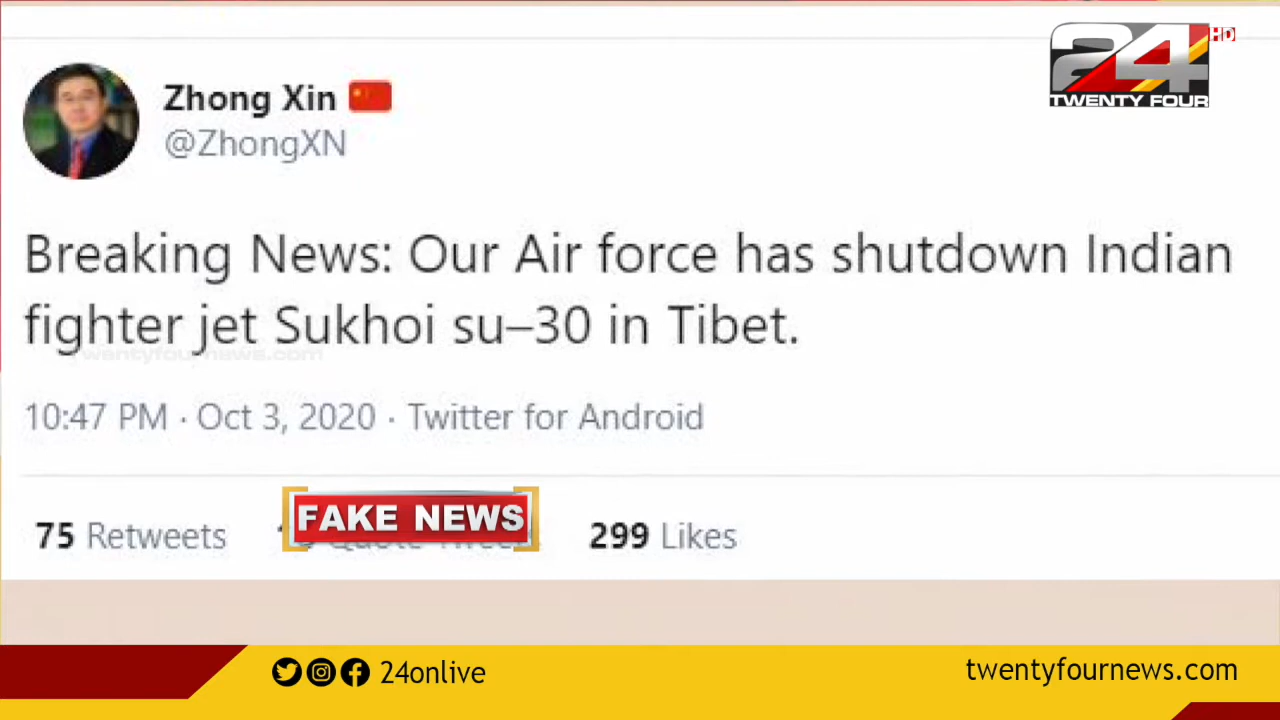 24
HD
TWENTY FOUR
Zhong Xin
@ZhongXN
Breaking News: Our Air force has shutdown Indian
fighter jet Sukhoi su–30 in Tibet.
twentyfournews.com
10:47 PM · Oct 3, 2020 · Twitter for Android
FAKE NEWS
75 Retweets
299 Likes
24onlive
twentyfournews.com